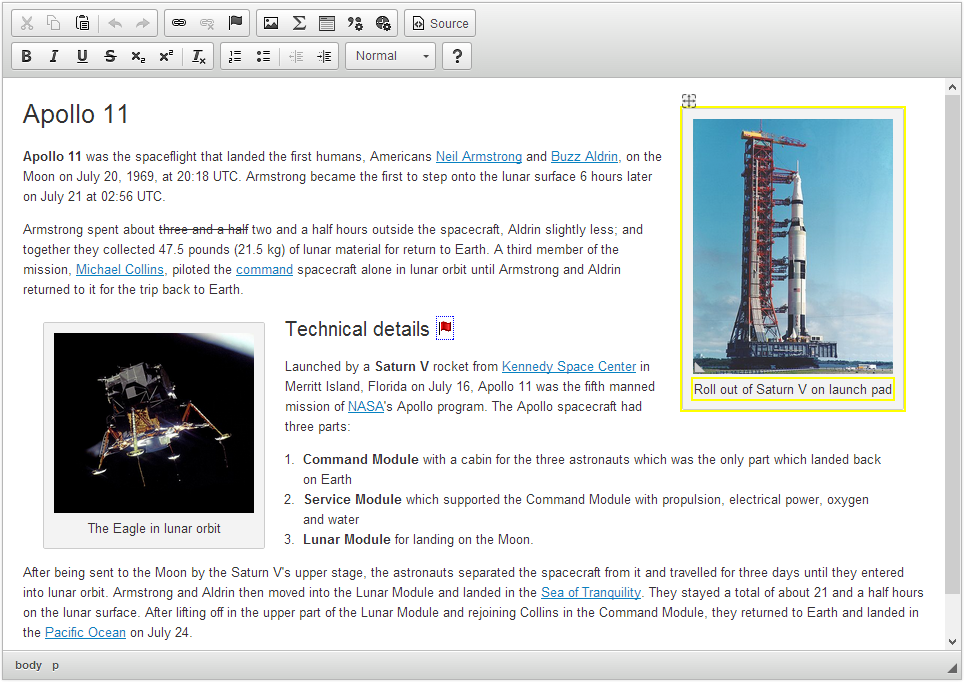 Source
B I U S x₂ x² Tx
Normal
?
Apollo 11
Apollo 11 was the spaceflight that landed the first humans, Americans Neil Armstrong and Buzz Aldrin, on the
Moon on July 20, 1969, at 20:18 UTC. Armstrong became the first to step onto the lunar surface 6 hours later
on July 21 at 02:56 UTC.
Armstrong spent about three and a half two and a half hours outside the spacecraft, Aldrin slightly less; and
together they collected 47.5 pounds (21.5 kg) of lunar material for return to Earth. A third member of the
mission, Michael Collins, piloted the command spacecraft alone in lunar orbit until Armstrong and Aldrin
returned to it for the trip back to Earth.
Roll out of Saturn V on launch pad
The Eagle in lunar orbit
Technical details
Launched by a Saturn V rocket from Kennedy Space Center in
Merritt Island, Florida on July 16, Apollo 11 was the fifth manned
mission of NASA's Apollo program. The Apollo spacecraft had
three parts:
1. Command Module with a cabin for the three astronauts which was the only part which landed back
on Earth
2. Service Module which supported the Command Module with propulsion, electrical power, oxygen
and water
3. Lunar Module for landing on the Moon.
After being sent to the Moon by the Saturn V's upper stage, the astronauts separated the spacecraft from it and travelled for three days until they entered
into lunar orbit. Armstrong and Aldrin then moved into the Lunar Module and landed in the Sea of Tranquility. They stayed a total of about 21 and a half hours
on the lunar surface. After lifting off in the upper part of the Lunar Module and rejoining Collins in the Command Module, they returned to Earth and landed in
the Pacific Ocean on July 24.
body p